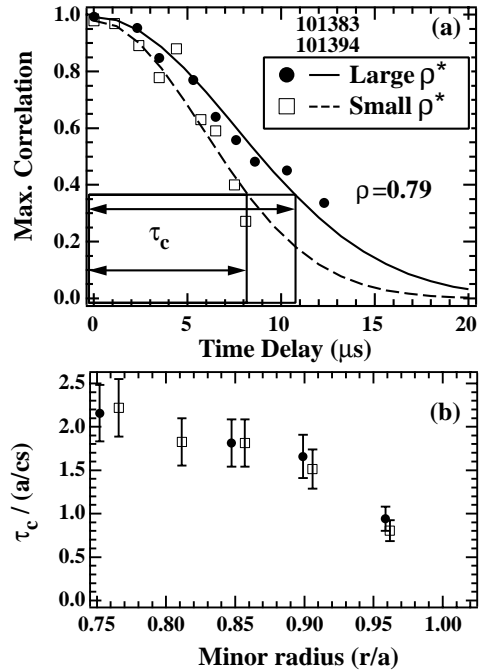 101383
101394
(a)
Large ρ*
Small ρ*
ρ=0.79
τc
Max. Correlation
1.0
0.8
0.6
0.4
0.2
0.0
0 5 10 15 20
Time Delay (μs)
(b)
τc / (a/cs)
2.5
2.0
1.5
1.0
0.5
0.0
0.75 0.80 0.85 0.90 0.95 1.00
Minor radius (r/a)